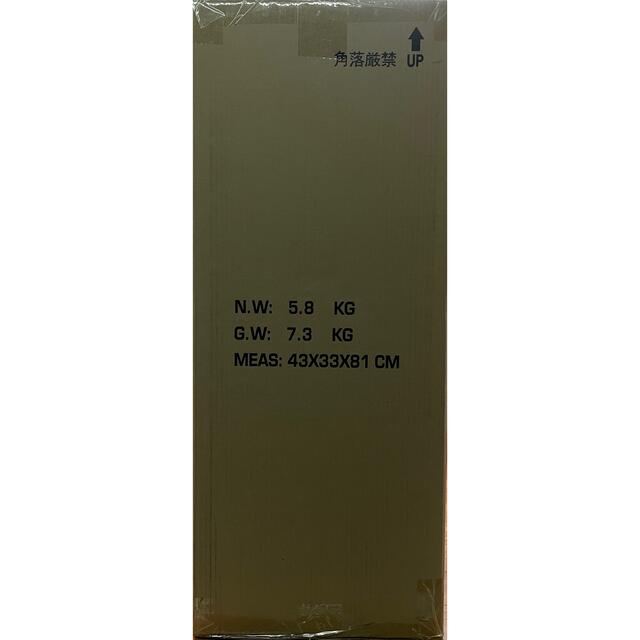 角落厳禁 UP
N.W: 5.8 KG
G.W: 7.3 KG
MEAS: 43X33X81 CM